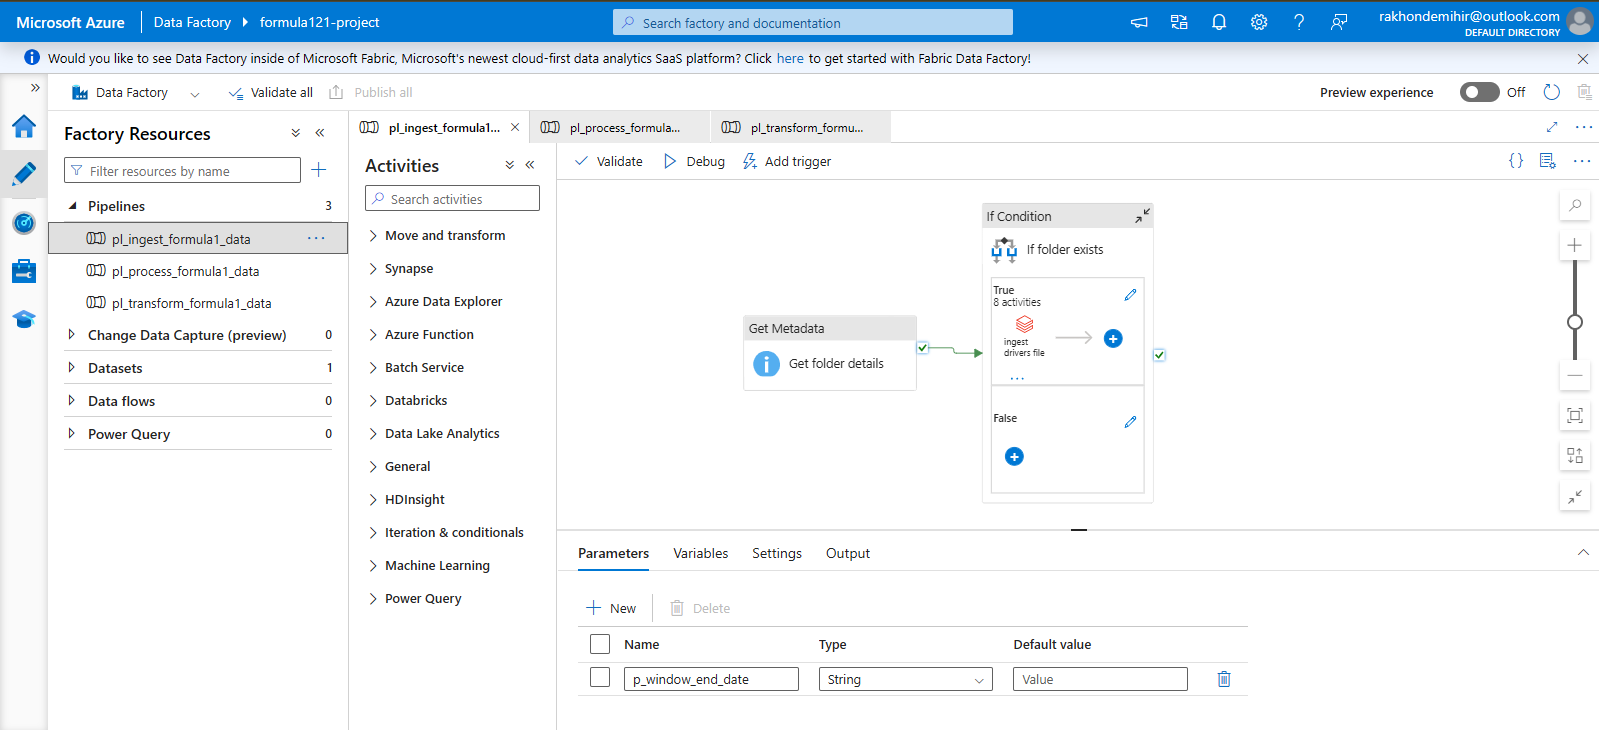 Microsoft Azure
Data Factory
formula121-project
Search factory and documentation
rakhondemihir@outlook.com
DEFAULT DIRECTORY
Would you like to see Data Factory inside of Microsoft Fabric, Microsoft's newest cloud-first data analytics SaaS platform? Click here to get started with Fabric Data Factory!
Data Factory
Validate all
Publish all
Preview experience
Off
Factory Resources
Filter resources by name
Pipelines
3
pl_ingest_formula1_data
pl_process_formula1_data
pl_transform_formula1_data
Change Data Capture (preview)
0
Datasets
1
Data flows
0
Power Query
0
pl_ingest_formula1...
pl_process_formula...
pl_transform_formu...
Activities
Search activities
Move and transform
Synapse
Azure Data Explorer
Azure Function
Batch Service
Databricks
Data Lake Analytics
General
HDInsight
Iteration & conditionals
Machine Learning
Power Query
Validate
Debug
Add trigger
Get Metadata
Get folder details
If Condition
If folder exists
True
8 activities
ingest
drivers file
...
False
Parameters
Variables
Settings
Output
New
Delete
Name
Type
Default value
p_window_end_date
String
Value